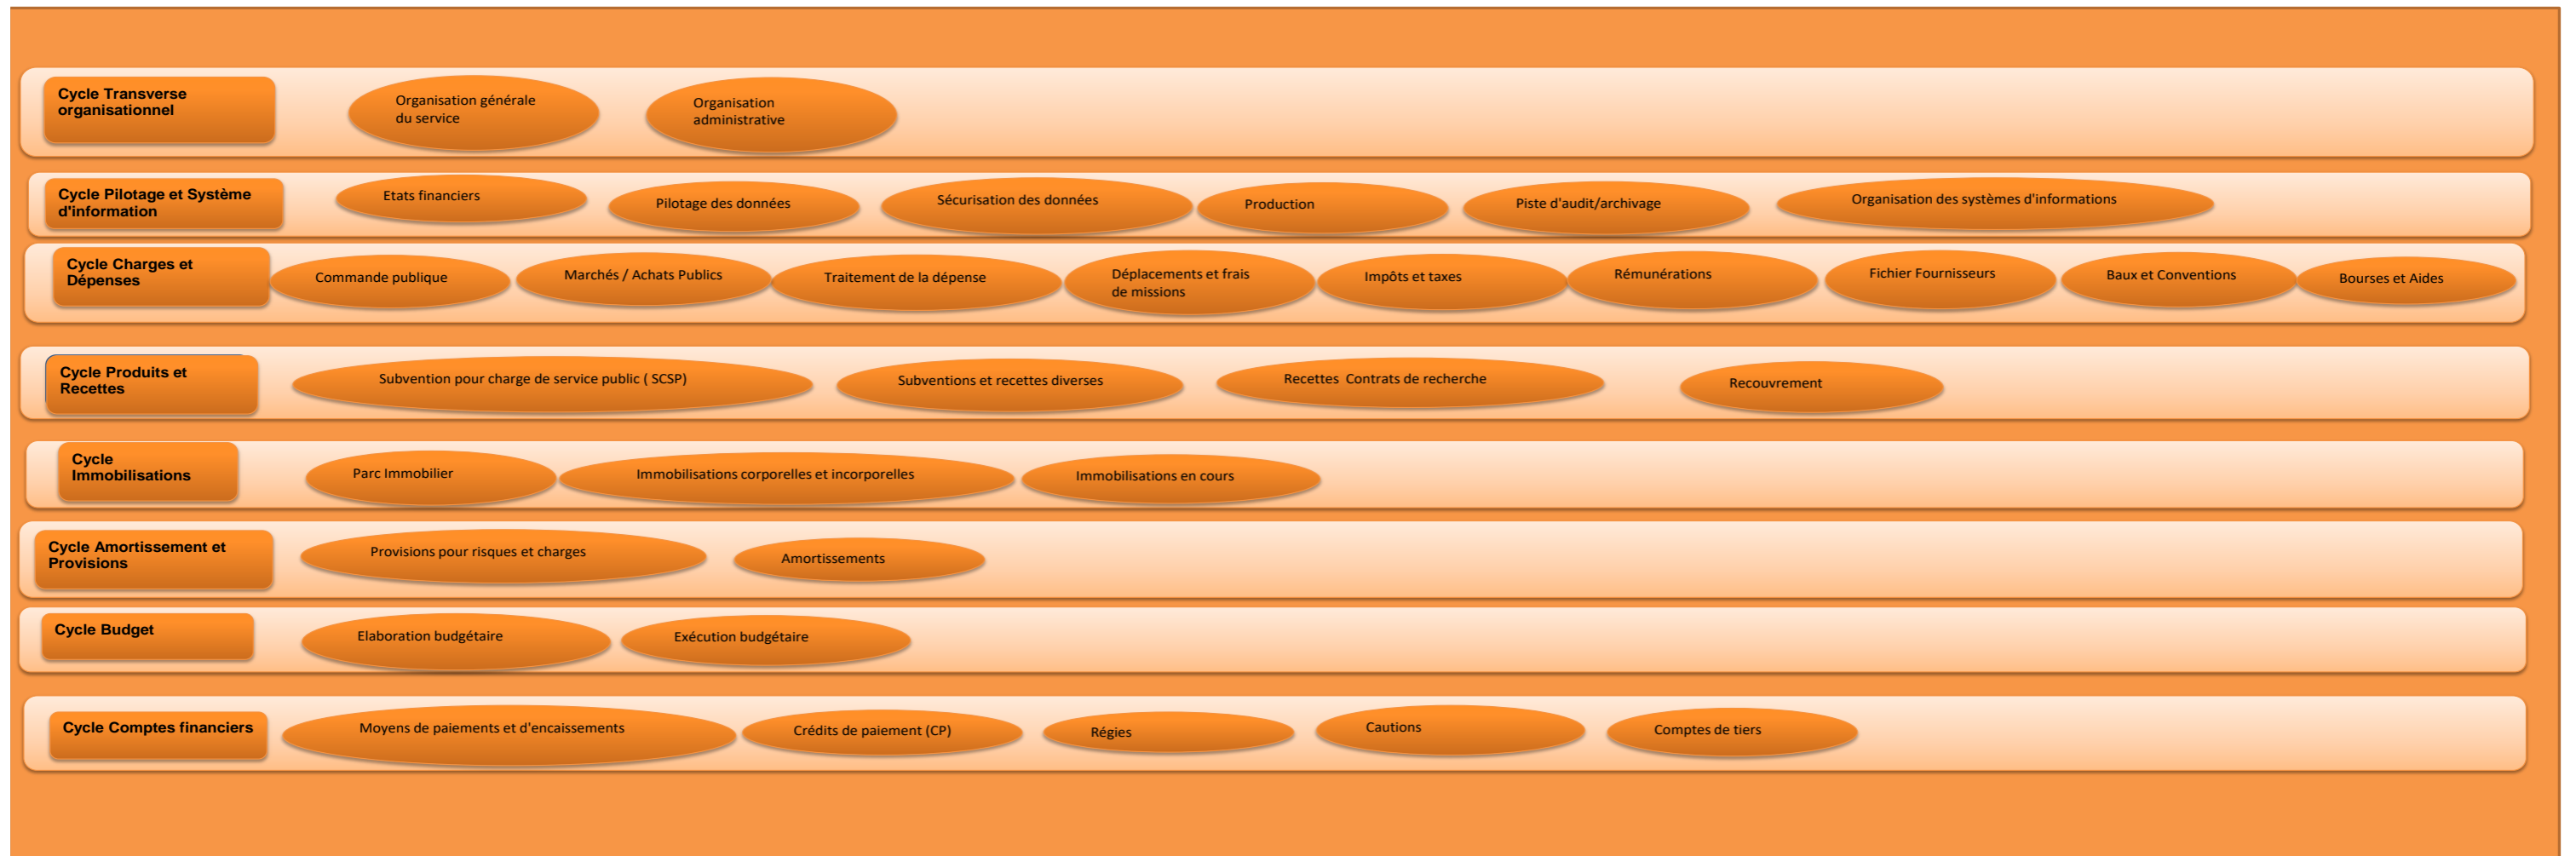 Cycle Transverse
organisationnel
Organisation générale
du service
Organisation
administrative
Cycle Pilotage et Système
d'information
Etats financiers
Pilotage des données
Sécurisation des données
Production
Piste d'audit/archivage
Organisation des systèmes d'informations
Cycle Charges et
Dépenses
Commande publique
Marchés / Achats Publics
Traitement de la dépense
Déplacements et frais
de missions
Impôts et taxes
Rémunérations
Fichier Fournisseurs
Baux et Conventions
Bourses et Aides
Cycle Produits et
Recettes
Subvention pour charge de service public ( SCSP)
Subventions et recettes diverses
Recettes  Contrats de recherche
Recouvrement
Cycle
Immobilisations
Parc Immobilier
Immobilisations corporelles et incorporelles
Immobilisations en cours
Cycle Amortissement et
Provisions
Provisions pour risques et charges
Amortissements
Cycle Budget
Elaboration budgétaire
Exécution budgétaire
Cycle Comptes financiers
Moyens de paiements et d'encaissements
Crédits de paiement (CP)
Régies
Cautions
Comptes de tiers